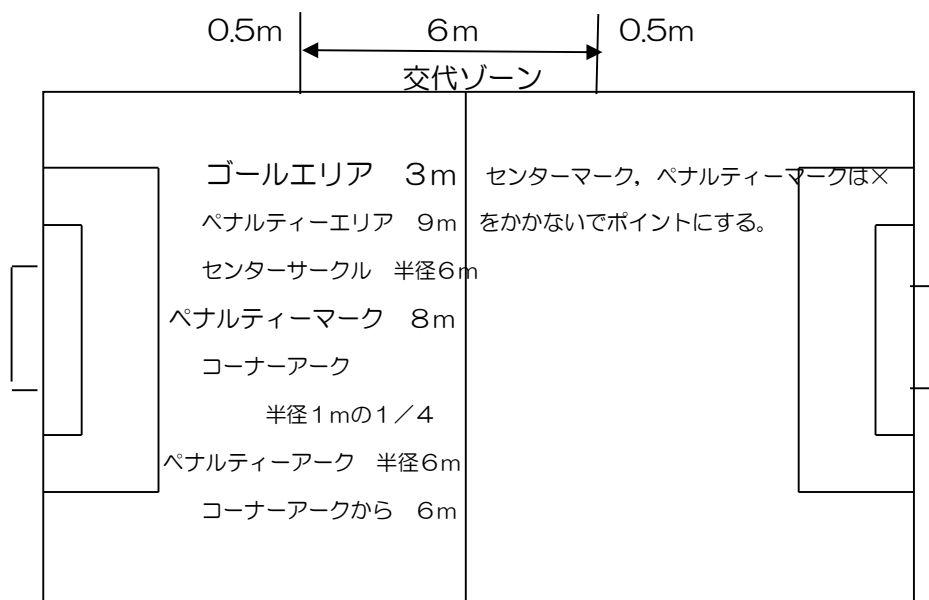 0.5m　6m　0.5m
交代ゾーン
ゴールエリア　3m
ペナルティーエリア　9m
センターサークル　半径6m
ペナルティーマーク　8m
コーナーアーク
半径1mの1／4
ペナルティーアーク　半径6m
コーナーアークから　6m
センターマーク，ペナルティーマークは×
をかかないでポイントにする。